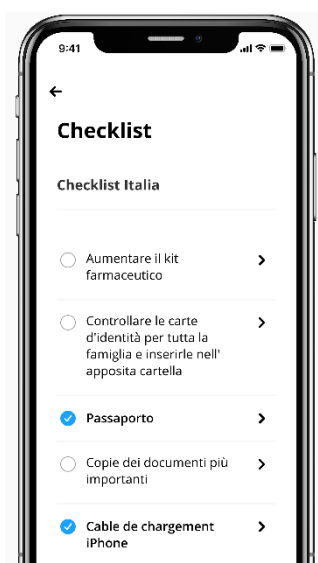 9:41
Checklist
Checklist Italia
Aumentare il kit
farmaceutico
Controllare le carte
d'identità per tutta la
famiglia e inserirle nell'
apposita cartella
Passaporto
Copie dei documenti più
importanti
Cable de chargement
iPhone